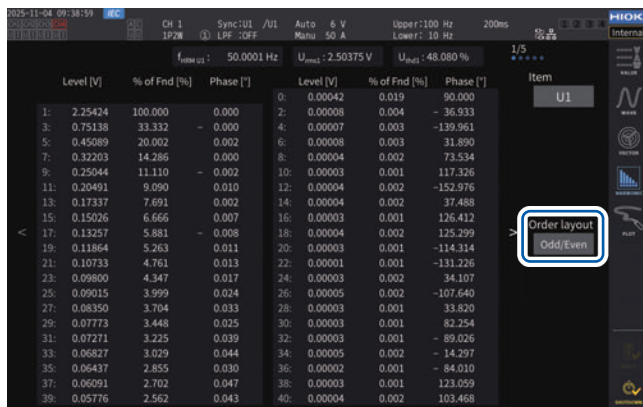 2025-11-04 09:38:59 IEC CH 1 Sync:U1 /U1 Auto 6 V Upper:100 Hz 200ms HIOK
1P2W ① LPF :OFF Manu 50 A Lower: 10 Hz Interna
fHRM U1 : 50.0001 Hz Urms1 : 2.50375 V Uthd1 : 48.080 % 1/5
Level [V] % of Fnd [%] Phase [°] Level [V] % of Fnd [%] Phase [°] Item
U1
0: 0.00042 0.019 90.000
1: 2.25424 100.000 0.000 2: 0.00008 0.004 - 36.933
3: 0.75138 33.332 - 0.000 4: 0.00007 0.003 -139.961
5: 0.45089 20.002 0.002 6: 0.00008 0.003 31.890
7: 0.32203 14.286 0.000 8: 0.00004 0.002 73.534
9: 0.25044 11.110 - 0.002 10: 0.00003 0.001 117.326
11: 0.20491 9.090 0.010 12: 0.00004 0.002 -152.976
13: 0.17337 7.691 0.002 14: 0.00004 0.002 37.488
15: 0.15026 6.666 0.007 16: 0.00003 0.001 126.412
< 17: 0.13257 5.881 - 0.008 18: 0.00004 0.002 125.299 > Order layout
19: 0.11864 5.263 0.011 20: 0.00003 0.001 -114.314 Odd/Even
21: 0.10733 4.761 0.013 22: 0.00001 0.001 -131.226
23: 0.09800 4.347 0.017 24: 0.00003 0.002 34.107
25: 0.09015 3.999 0.024 26: 0.00005 0.002 -107.640
27: 0.08350 3.704 0.033 28: 0.00003 0.001 33.820
29: 0.07773 3.448 0.025 30: 0.00003 0.001 82.254
31: 0.07271 3.225 0.039 32: 0.00003 0.001 - 89.026
33: 0.06827 3.029 0.044 34: 0.00005 0.002 - 14.297
35: 0.06437 2.855 0.030 36: 0.00002 0.001 - 84.010
37: 0.06091 2.702 0.047 38: 0.00003 0.001 123.059
39: 0.05776 2.562 0.043 40: 0.00004 0.002 103.468
VALUE
WAVE
VECTOR
HARMONIC
PLOT